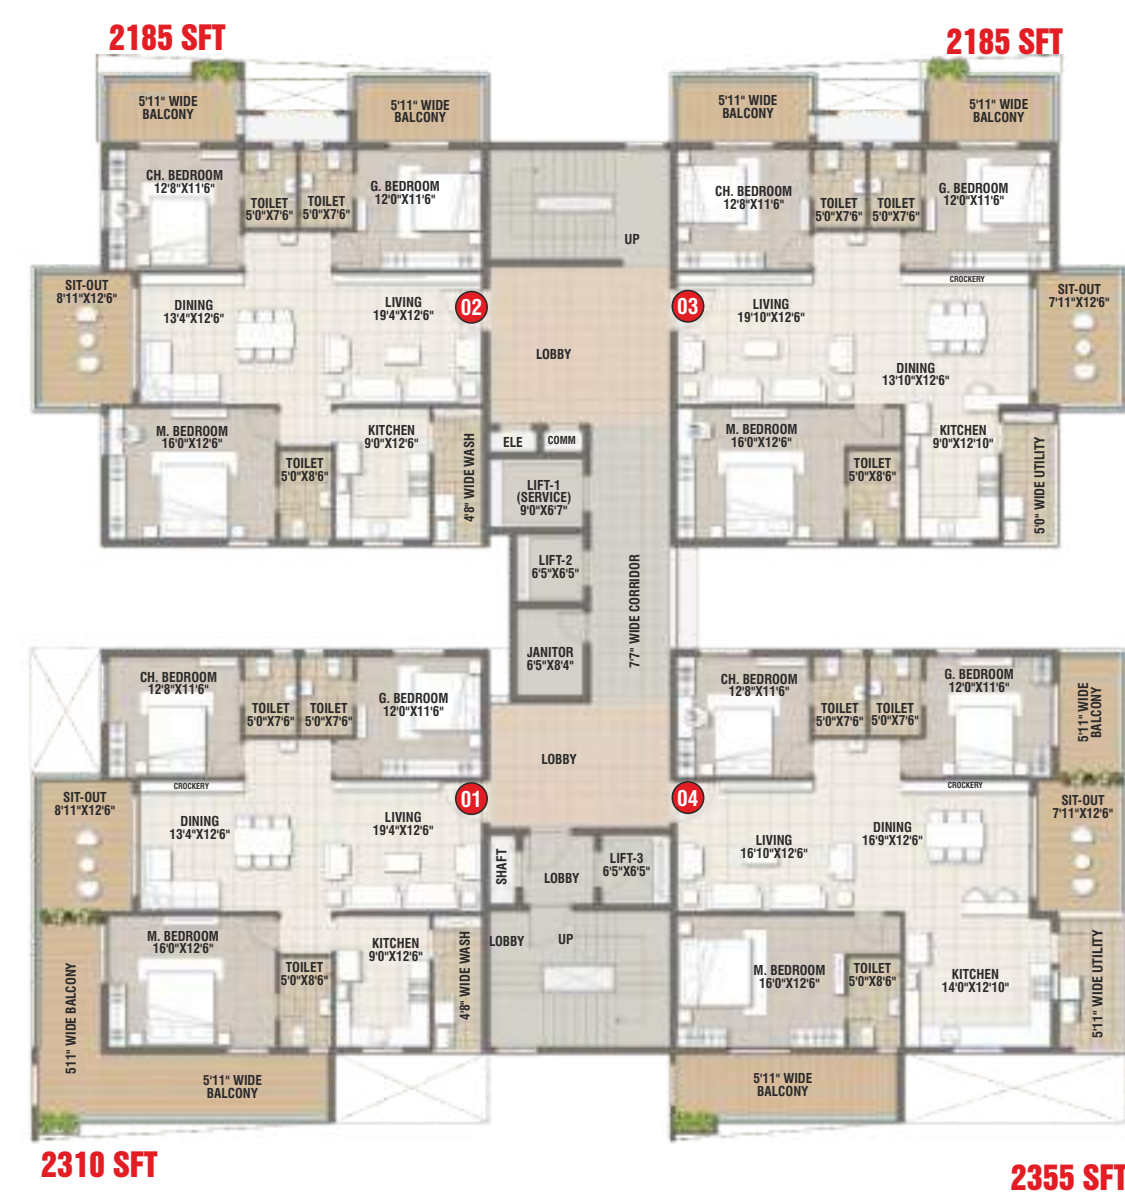 2185 SFT
2185 SFT
5'11" WIDE
BALCONY
5'11" WIDE
BALCONY
5'11" WIDE
BALCONY
5'11" WIDE
BALCONY
CH. BEDROOM
12'8"X11'6"
TOILET
5'0"X7'6"
TOILET
5'0"X7'6"
G. BEDROOM
12'0"X11'6"
UP
CH. BEDROOM
12'8"X11'6"
TOILET
5'0"X7'6"
TOILET
5'0"X7'6"
G. BEDROOM
12'0"X11'6"
SIT-OUT
8'11"X12'6"
DINING
13'4"X12'6"
LIVING
19'4"X12'6"
02
LOBBY
03
LIVING
19'10"X12'6"
CROCKERY
DINING
13'10"X12'6"
SIT-OUT
7'11"X12'6"
M. BEDROOM
16'0"X12'6"
TOILET
5'0"X8'6"
KITCHEN
9'0"X12'6"
4'8" WIDE WASH
ELE
COMM
LIFT-1
(SERVICE)
9'0"X6'7"
M. BEDROOM
16'0"X12'6"
TOILET
5'0"X8'6"
KITCHEN
9'0"X12'10"
5'0" WIDE UTILITY
LIFT-2
6'5"X6'5"
7'7" WIDE CORRIDOR
JANITOR
6'5"X8'4"
CH. BEDROOM
12'8"X11'6"
TOILET
5'0"X7'6"
TOILET
5'0"X7'6"
G. BEDROOM
12'0"X11'6"
LOBBY
CH. BEDROOM
12'8"X11'6"
TOILET
5'0"X7'6"
TOILET
5'0"X7'6"
G. BEDROOM
12'0"X11'6"
5'11" WIDE
BALCONY
SIT-OUT
8'11"X12'6"
CROCKERY
DINING
13'4"X12'6"
LIVING
19'4"X12'6"
01
04
LIVING
16'10"X12'6"
DINING
16'9"X12'6"
CROCKERY
SIT-OUT
7'11"X12'6"
SHAFT
LOBBY
LIFT-3
6'5"X6'5"
M. BEDROOM
16'0"X12'6"
TOILET
5'0"X8'6"
KITCHEN
9'0"X12'6"
4'8" WIDE WASH
LOBBY
UP
M. BEDROOM
16'0"X12'6"
TOILET
5'0"X8'6"
KITCHEN
14'0"X12'10"
5'11" WIDE UTILITY
511" WIDE BALCONY
5'11" WIDE
BALCONY
5'11" WIDE
BALCONY
2310 SFT
2355 SFT